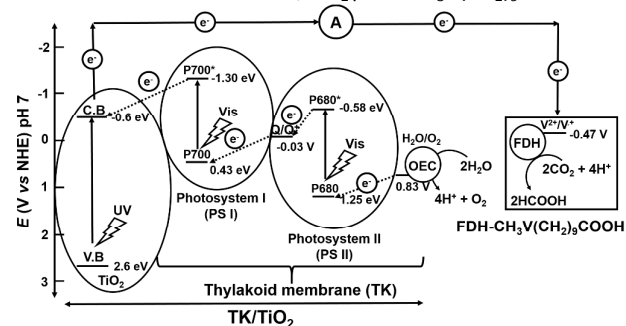 e-
A
e-
-2
-1
0
1
2
3
E (V vs NHE) pH 7
e-
e-
P700*
-1.30 eV
C.B
-0.6 eV
Vis
e-
P700
0.43 eV
Photosystem I
(PS I)
UV
V.B
2.6 eV
TiO2
e-
P680*
-0.58 eV
-0.03 V
Vis
e-
P680
1.25 eV
Photosystem II
(PS II)
H2O/O2
OEC
2H2O
0.83 V
4H+ + O2
e-
V2+/V+
-0.47 V
FDH
2CO2 + 4H+
2HCOOH
FDH-CH3V(CH2)9COOH
Thylakoid membrane (TK)
TK/TiO2